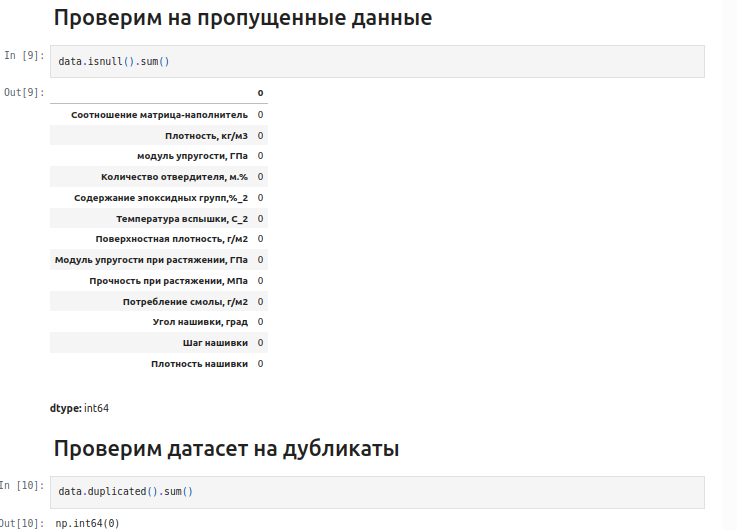 Проверим на пропущенные данные
In [9]: data.isnull().sum()
Out[9]: 0
Соотношение матрица-наполнитель 0
Плотность, кг/м3 0
модуль упругости, ГПа 0
Количество отвердителя, м.% 0
Содержание эпоксидных групп,%_2 0
Температура вспышки, С_2 0
Поверхностная плотность, г/м2 0
Модуль упругости при растяжении, ГПа 0
Прочность при растяжении, МПа 0
Потребление смолы, г/м2 0
Угол нашивки, град 0
Шаг нашивки 0
Плотность нашивки 0
dtype: int64
Проверим датасет на дубликаты
In [10]: data.duplicated().sum()
Out[10]: np.int64(0)